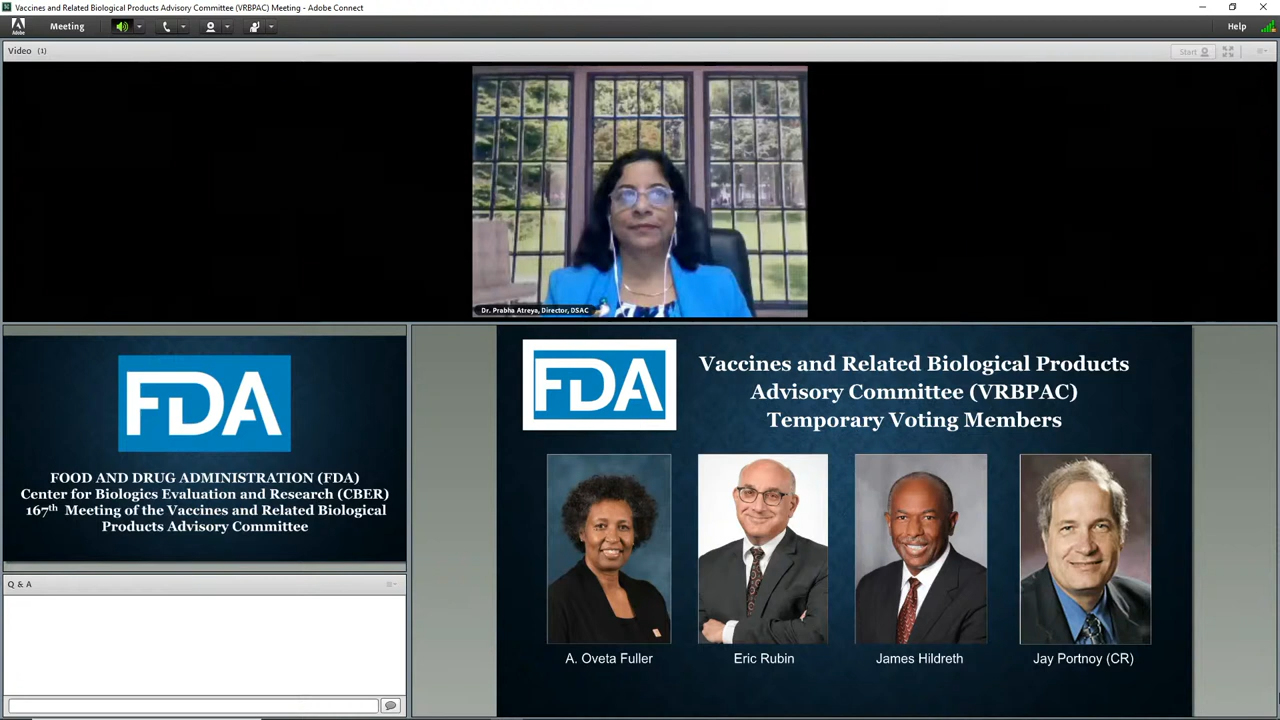 Vaccines and Related Biological Products Advisory Committee (VRBPAC) Meeting - Adobe Connect
Adobe
Meeting
Help
Video (1)
Start
Dr. Prabha Atreya, Director, DSAC
FDA
FOOD AND DRUG ADMINISTRATION (FDA)
Center for Biologics Evaluation and Research (CBER)
167th Meeting of the Vaccines and Related Biological
Products Advisory Committee
Q & A
FDA
Vaccines and Related Biological Products
Advisory Committee (VRBPAC)
Temporary Voting Members
A. Oveta Fuller
Eric Rubin
James Hildreth
Jay Portnoy (CR)